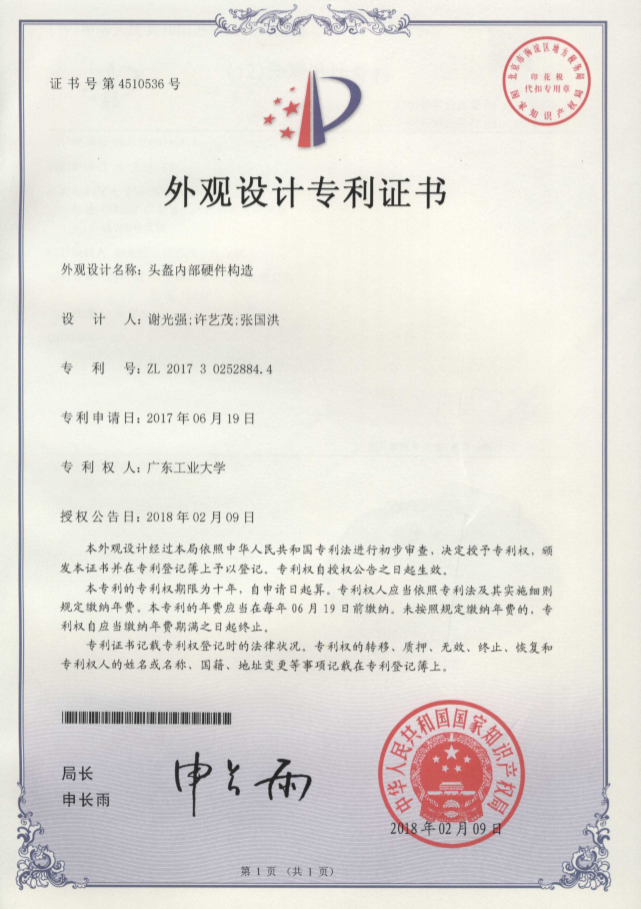 证书号第4510536号
北京市海淀区地方税务局
印花税
代扣专用章
国家知识产权局
外观设计专利证书
外观设计名称：头盔内部硬件构造
设 计 人：谢光强;许艺茂;张国洪
专 利 号：ZL 2017 3 0252884.4
专利申请日：2017年06月19日
专 利 权 人：广东工业大学
授权公告日：2018年02月09日
本外观设计经过本局依照中华人民共和国专利法进行初步审查，决定授予专利权，颁
发本证书并在专利登记簿上予以登记。专利权自授权公告之日起生效。
本专利的专利权期限为十年，自申请日起算。专利权人应当依照专利法及其实施细则
规定缴纳年费。本专利的年费应当在每年06月19日前缴纳。未按照规定缴纳年费的，专
利权自应当缴纳年费期满之日起终止。
专利证书记载专利权登记时的法律状况。专利权的转移、质押、无效、终止、恢复和
专利权人的姓名或名称、国籍、地址变更等事项记载在专利登记簿上。
局长
申长雨
申长雨
中华人民共和国国家知识产权局
2018年02月09日
第 1 页 （共 1 页）